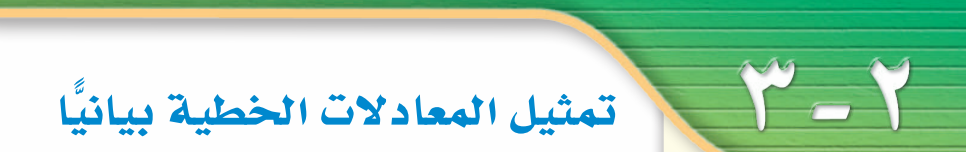 ٣ - ٢
تمثيل المعادلات الخطية بيانيًّا